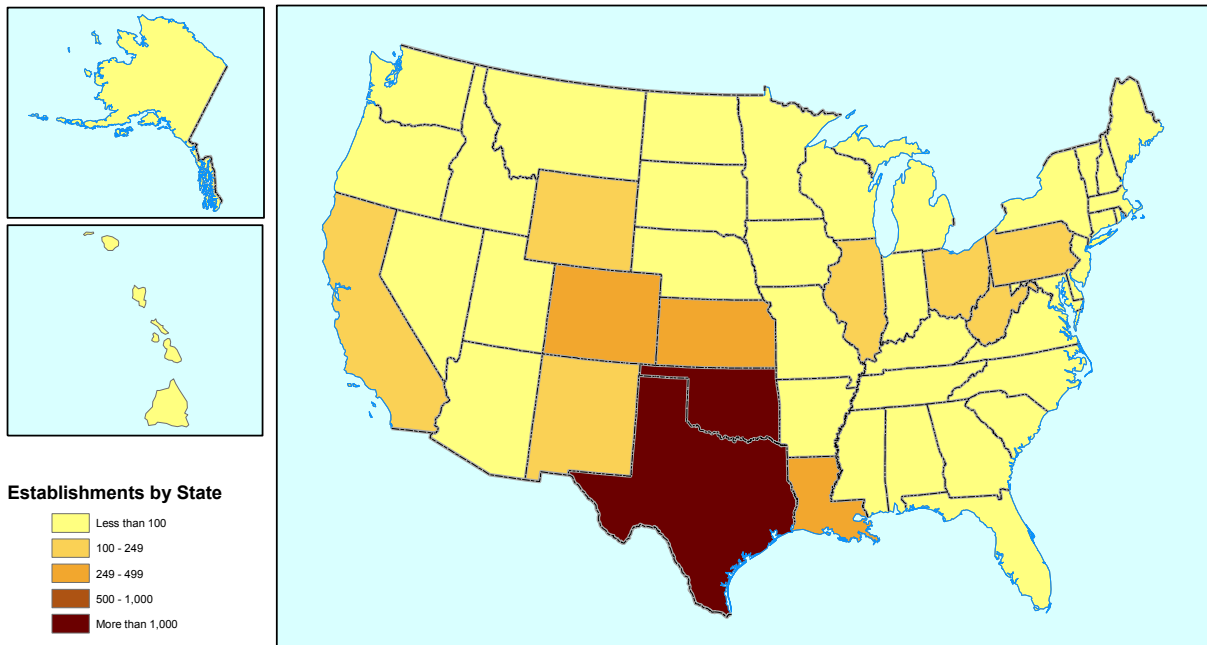 Establishments by State
Less than 100
100 - 249
249 - 499
500 - 1,000
More than 1,000